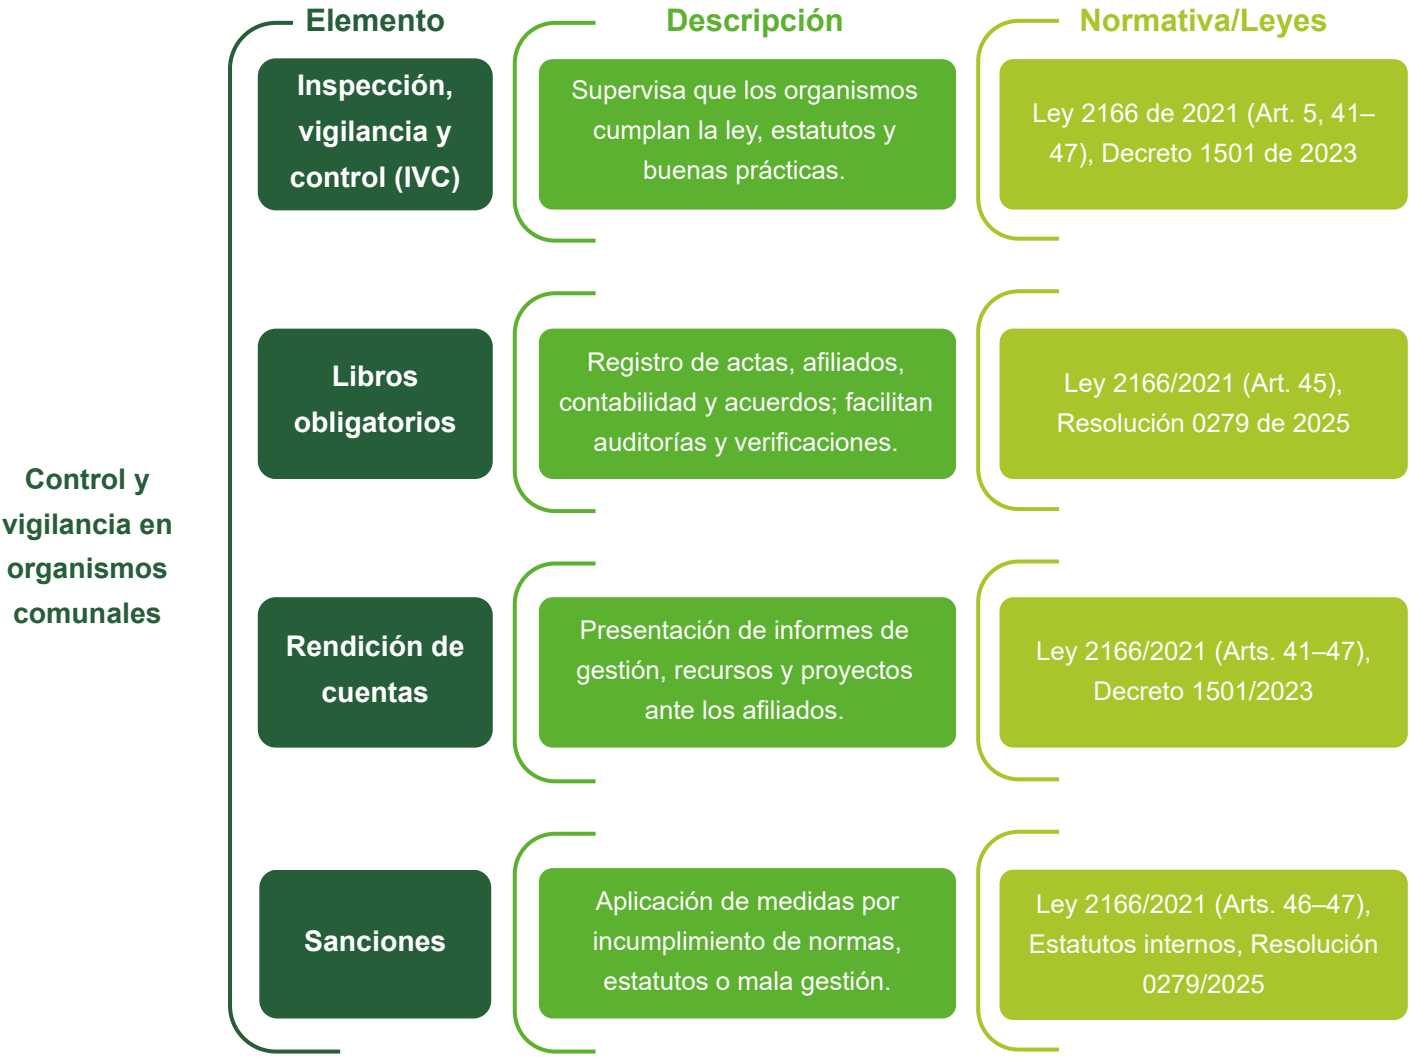 Control y
vigilancia en
organismos
comunales
Elemento
Descripción
Normativa/Leyes
Inspección,
vigilancia y
control (IVC)
Supervisa que los organismos
cumplan la ley, estatutos y
buenas prácticas.
Ley 2166 de 2021 (Art. 5, 41–
47), Decreto 1501 de 2023
Libros
obligatorios
Registro de actas, afiliados,
contabilidad y acuerdos; facilitan
auditorías y verificaciones.
Ley 2166/2021 (Art. 45),
Resolución 0279 de 2025
Rendición de
cuentas
Presentación de informes de
gestión, recursos y proyectos
ante los afiliados.
Ley 2166/2021 (Arts. 41–47),
Decreto 1501/2023
Sanciones
Aplicación de medidas por
incumplimiento de normas,
estatutos o mala gestión.
Ley 2166/2021 (Arts. 46–47),
Estatutos internos, Resolución
0279/2025